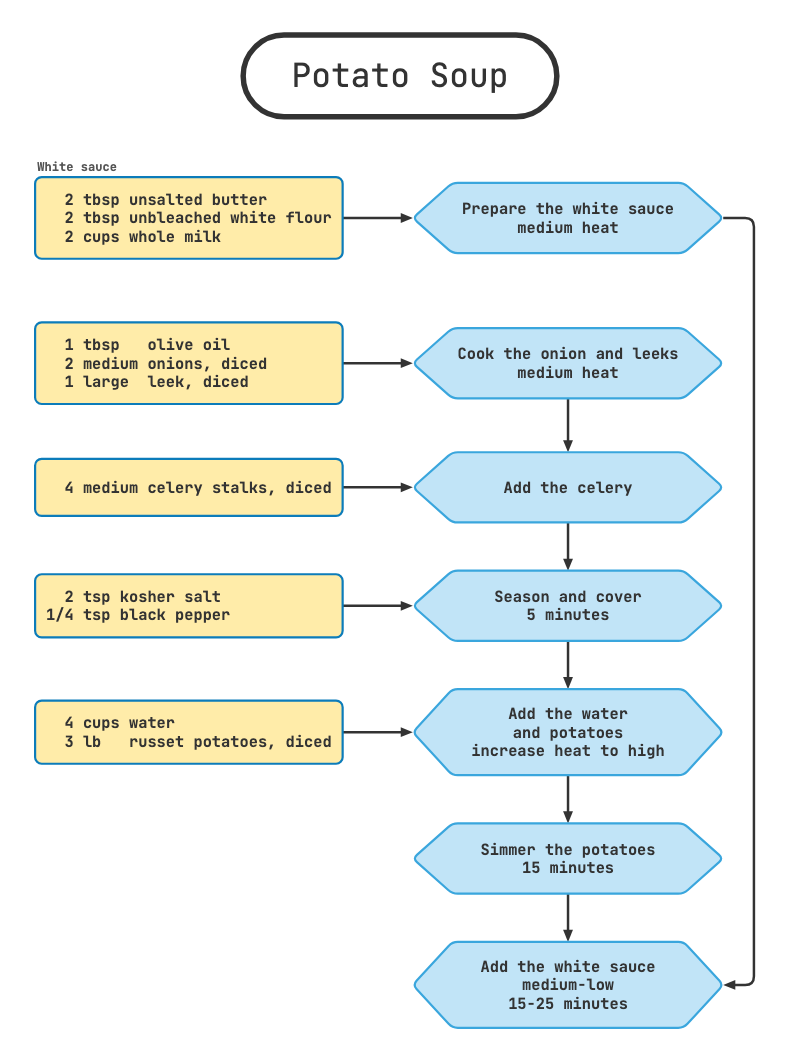 Potato Soup
White sauce
2 tbsp unsalted butter
2 tbsp unbleached white flour
2 cups whole milk
Prepare the white sauce
medium heat
1 tbsp   olive oil
2 medium onions, diced
1 large  leek, diced
Cook the onion and leeks
medium heat
4 medium celery stalks, diced
Add the celery
2 tsp kosher salt
1/4 tsp black pepper
Season and cover
5 minutes
4 cups water
3 lb   russet potatoes, diced
Add the water
and potatoes
increase heat to high
Simmer the potatoes
15 minutes
Add the white sauce
medium-low
15-25 minutes